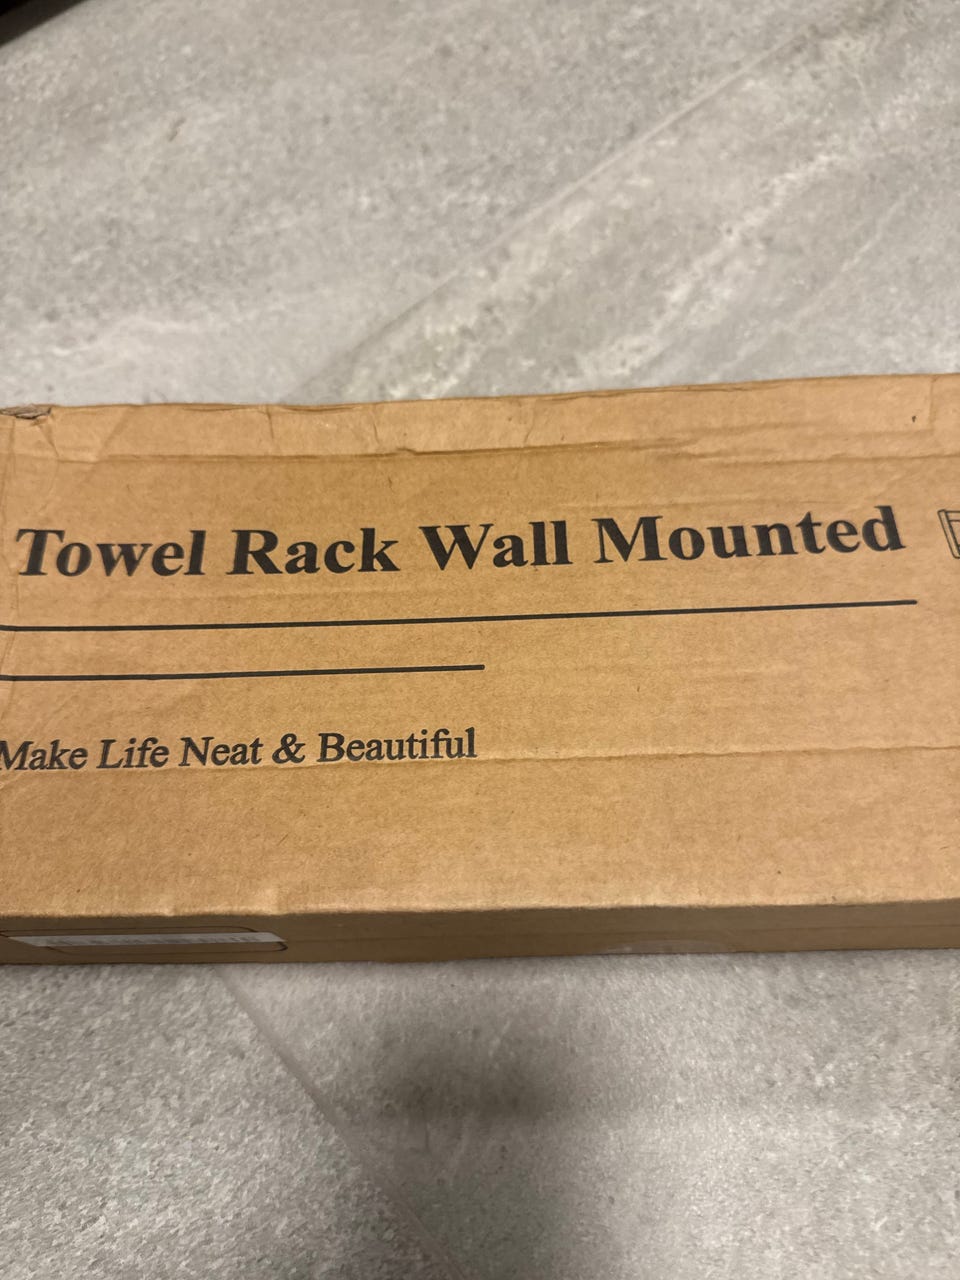 Towel Rack Wall Mounted
Make Life Neat & Beautiful